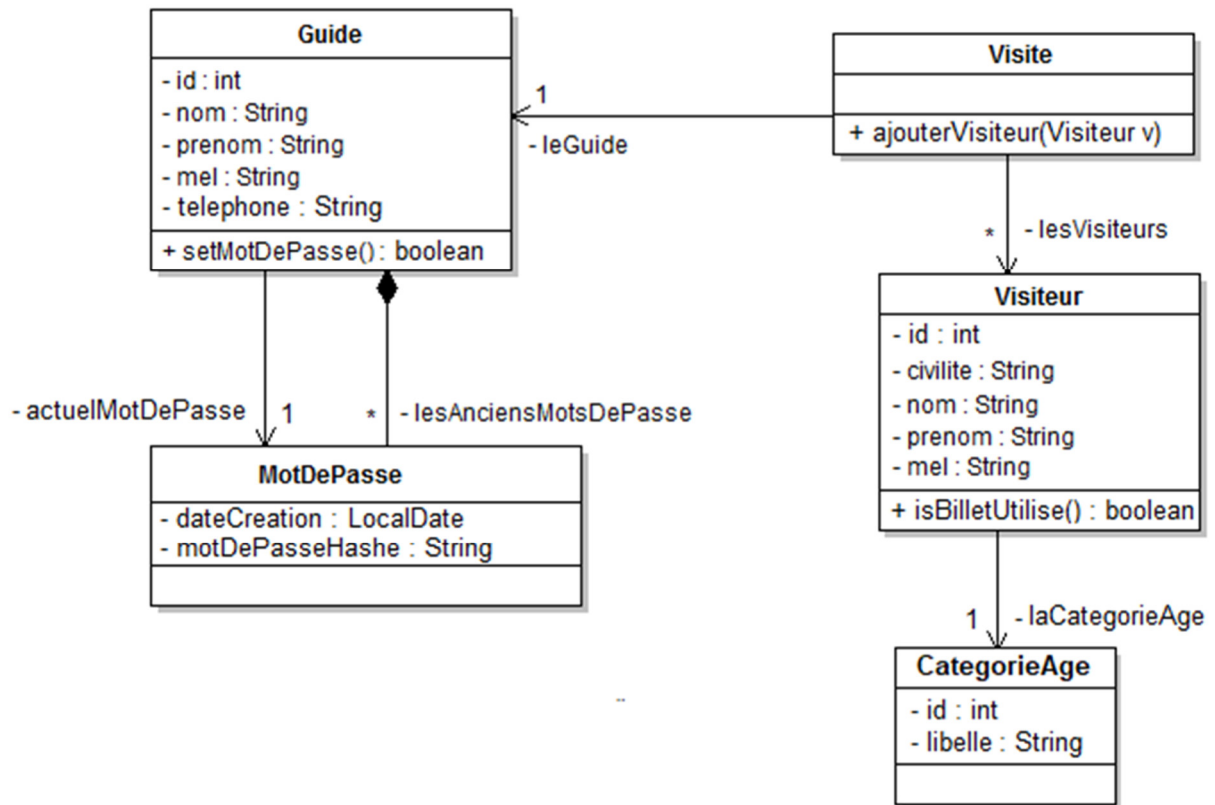 Guide
- id : int
- nom : String
- prenom : String
- mel : String
- telephone : String
+ setMotDePasse() : boolean
Visite
+ ajouterVisiteur(Visiteur v)
1
- leGuide
* - lesVisiteurs
Visiteur
- id : int
- civilite : String
- nom : String
- prenom : String
- mel : String
+ isBilletUtilise() : boolean
- actuelMotDePasse 1
* - lesAnciensMotsDePasse
MotDePasse
- dateCreation : LocalDate
- motDePasseHashe : String
1 - laCategorieAge
CategorieAge
- id : int
- libelle : String